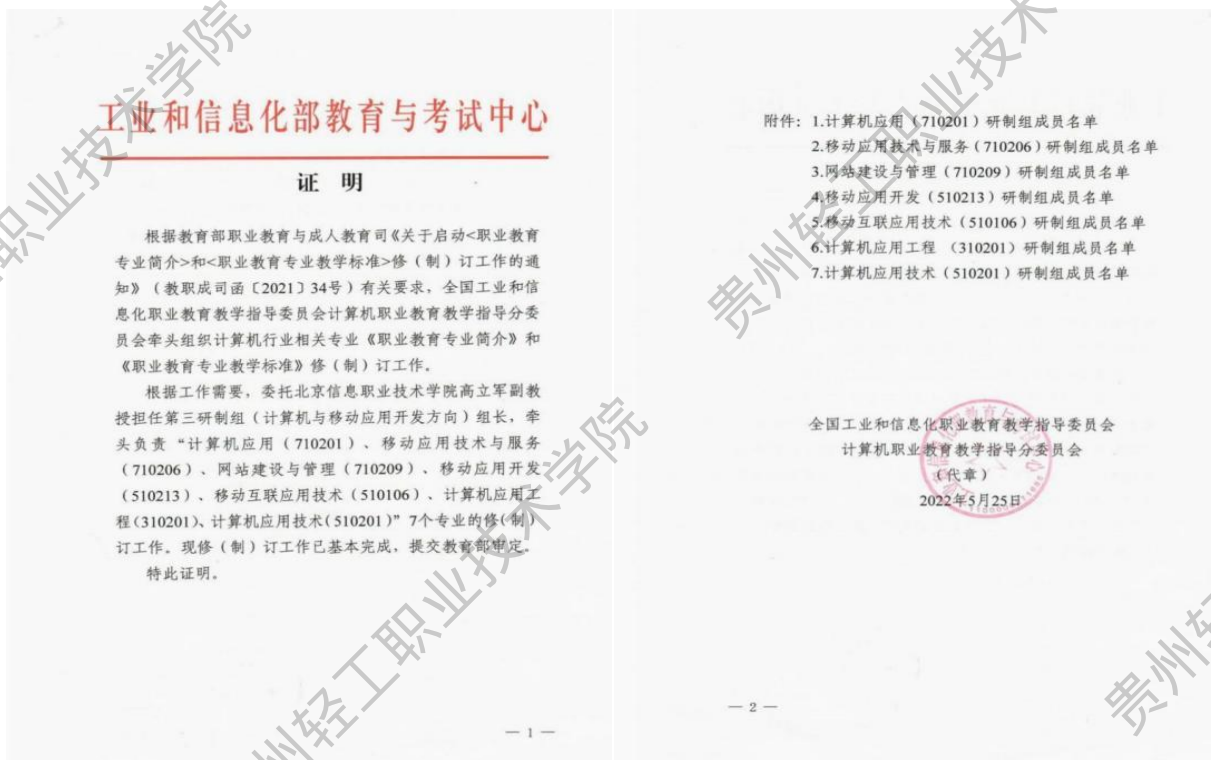 工业和信息化部教育与考试中心
证 明
根据教育部职业教育与成人教育司《关于启动<职业教育
专业简介>和<职业教育专业教学标准>修（制）订工作的通
知》（教职成司函〔2021〕34号）有关要求，全国工业和信
息化职业教育教学指导委员会计算机职业教育教学指导分委
员会牵头组织计算机行业相关专业《职业教育专业简介》和
《职业教育专业教学标准》修（制）订工作。
根据工作需要，委托北京信息职业技术学院高立军副教
授担任第三研制组（计算机与移动应用开发方向）组长，牵
头负责“计算机应用（710201）、移动应用技术与服务
（710206）、网站建设与管理（710209）、移动应用开发
（510213）、移动互联应用技术（510106）、计算机应用工
程(310201)、计算机应用技术(510201)”7个专业的修(制)
订工作。现修（制）订工作已基本完成，提交教育部审定。
特此证明。
— 1 —
附件：1.计算机应用（710201）研制组成员名单
2.移动应用技术与服务（710206）研制组成员名单
3.网站建设与管理（710209）研制组成员名单
4.移动应用开发（510213）研制组成员名单
5.移动互联应用技术（510106）研制组成员名单
6.计算机应用工程 （310201）研制组成员名单
7.计算机应用技术（510201）研制组成员名单
全国工业和信息化职业教育教学指导委员会
计算机职业教育教学指导分委员会
（代章）
2022年5月25日
— 2 —
职业技术学院
州轻工职业技术学院
贵州轻工职业技术
贵州轻